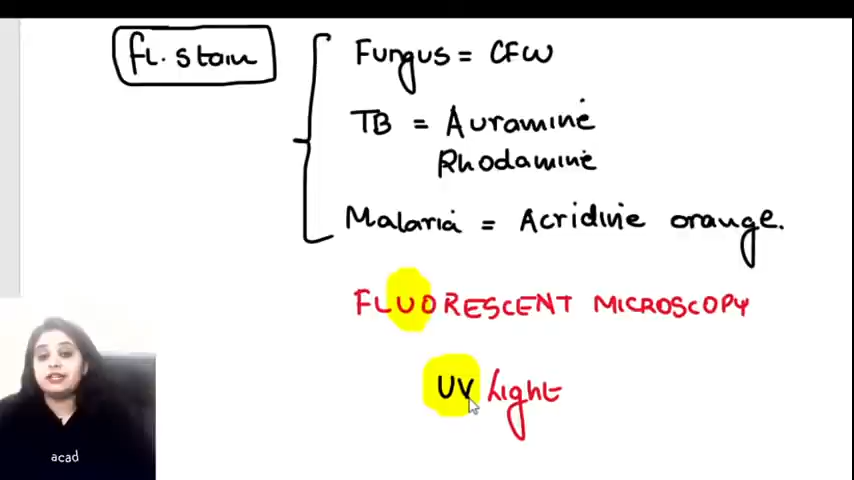 fl. stain
Fungus = CFW
TB = Auramine
Rhodamine
Malaria = Acridine orange.
FLUORESCENT MICROSCOPY
UV light
acad